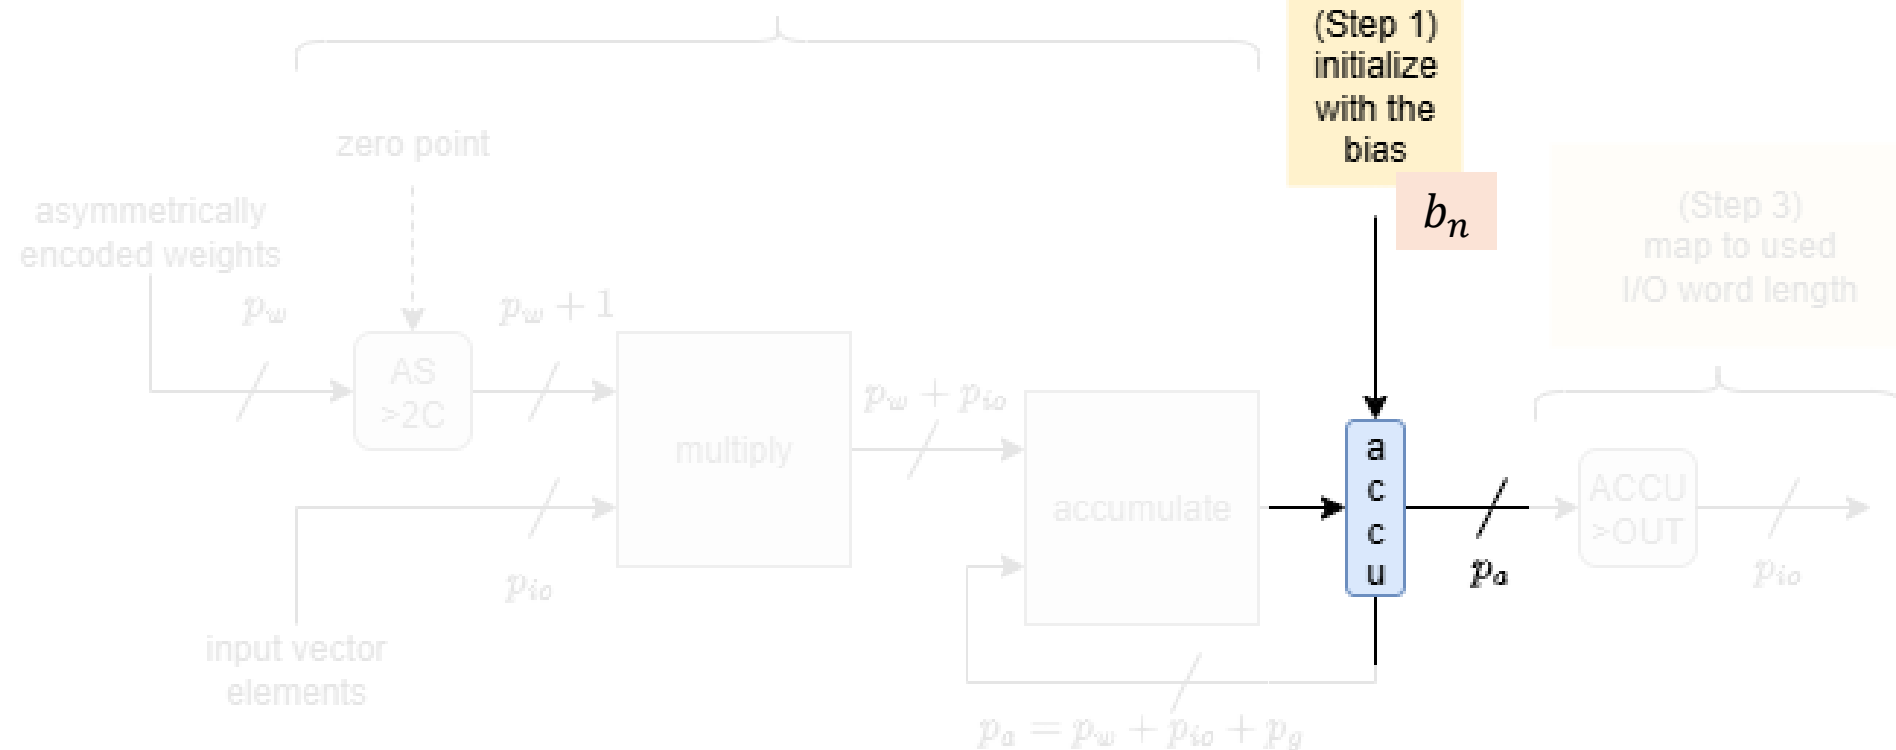 (Step 1)
initialize
with the
bias
b_n
zero point
asymmetrically
encoded weights
p_w
p_w + 1
AS
>2C
multiply
p_w + p_io
accumulate
a
c
c
u
p_a
(Step 3)
map to used
I/O word length
ACCU
>OUT
p_io
p_io
input vector
elements
p_a = p_w + p_io + p_g